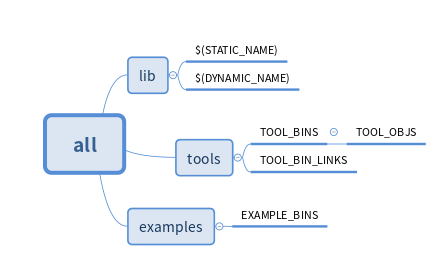 all
lib
$(STATIC_NAME)
$(DYNAMIC_NAME)
tools
TOOL_BINS
TOOL_OBJS
TOOL_BIN_LINKS
examples
EXAMPLE_BINS